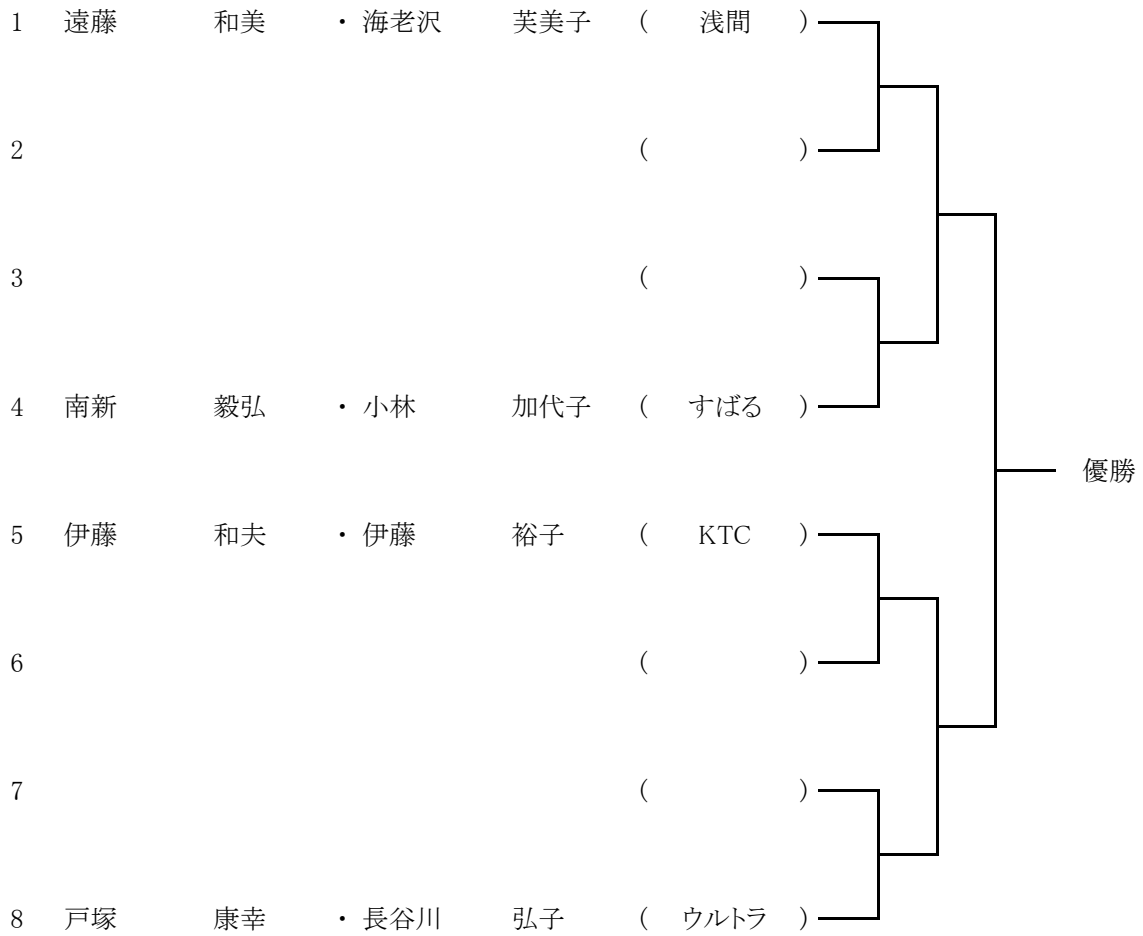 1 遠藤 和美 ・ 海老沢 芙美子 ( 浅間 )
2 ( )
3 ( )
4 南新 毅弘 ・ 小林 加代子 ( すばる )
優勝
5 伊藤 和夫 ・ 伊藤 裕子 ( KTC )
6 ( )
7 ( )
8 戸塚 康幸 ・ 長谷川 弘子 ( ウルトラ )